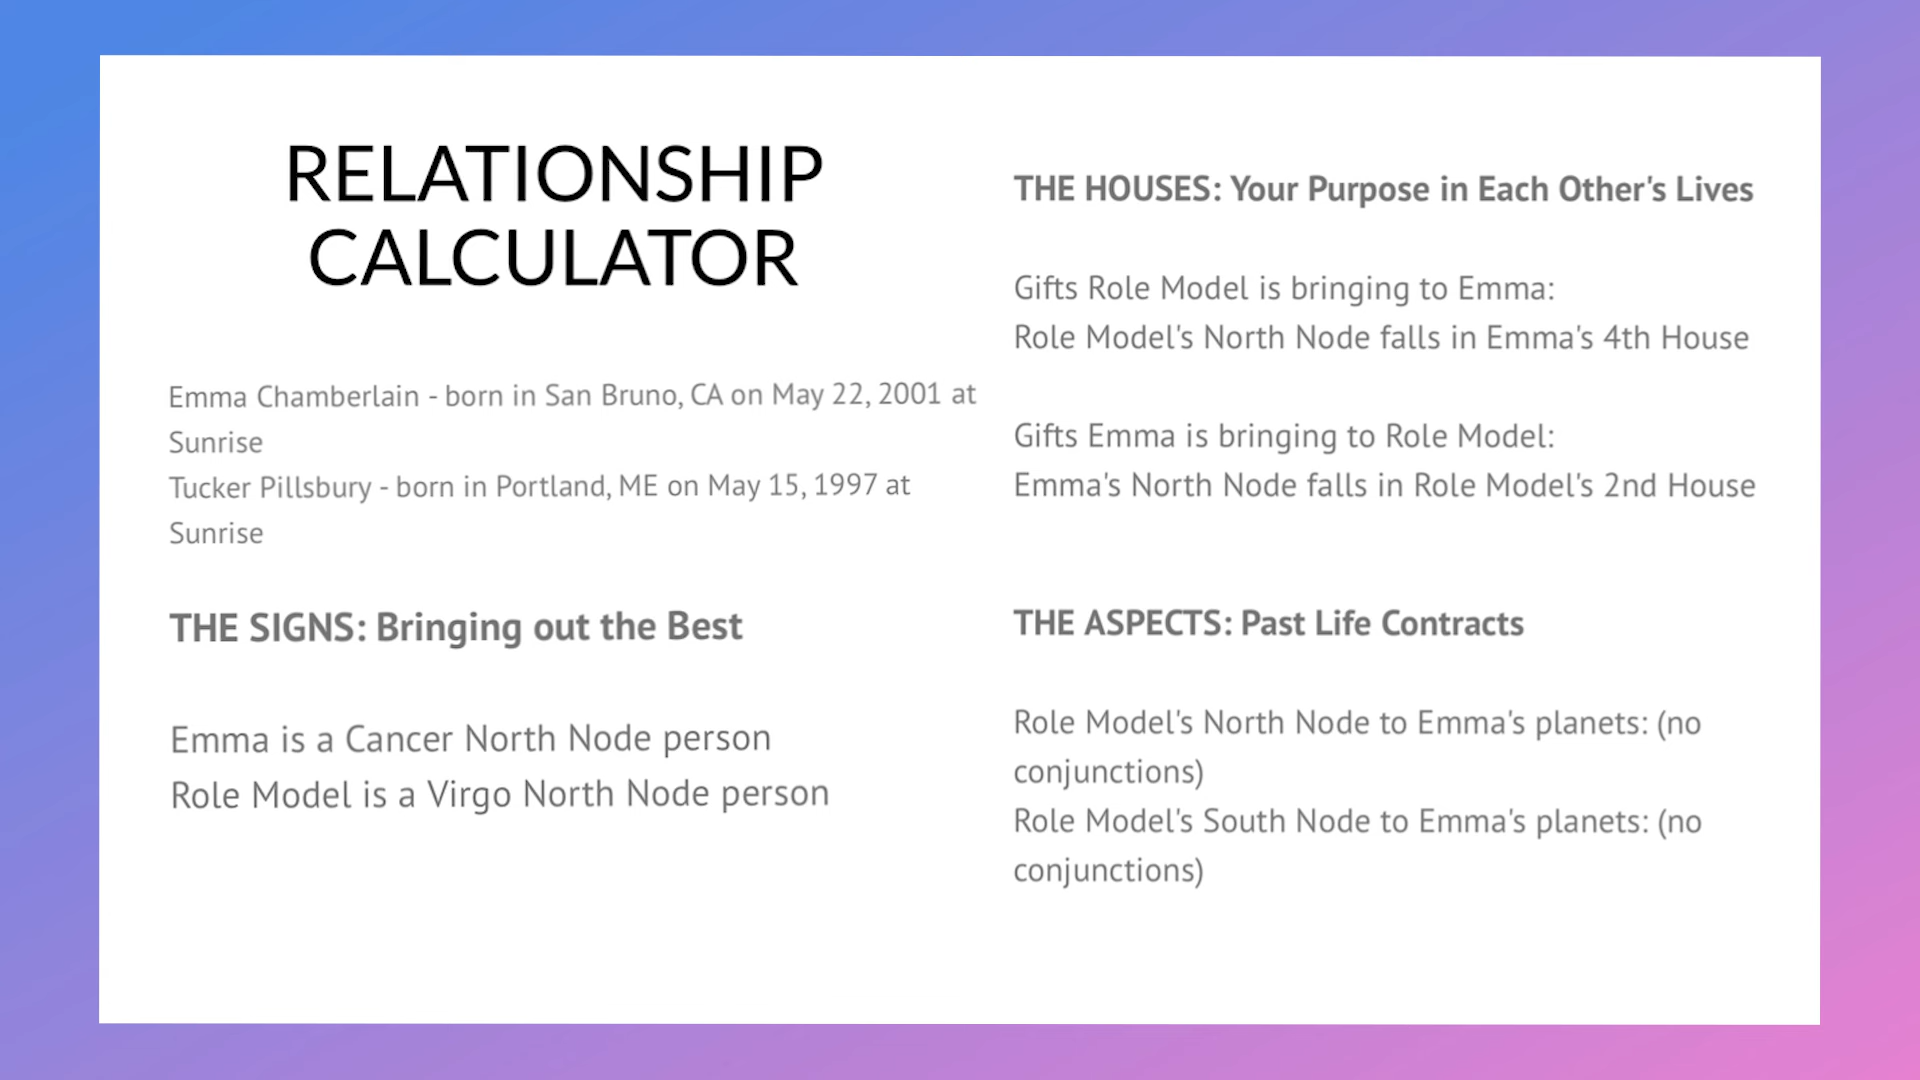 RELATIONSHIP
CALCULATOR
Emma Chamberlain - born in San Bruno, CA on May 22, 2001 at
Sunrise
Tucker Pillsbury - born in Portland, ME on May 15, 1997 at
Sunrise
THE SIGNS: Bringing out the Best
Emma is a Cancer North Node person
Role Model is a Virgo North Node person
THE HOUSES: Your Purpose in Each Other's Lives
Gifts Role Model is bringing to Emma:
Role Model's North Node falls in Emma's 4th House
Gifts Emma is bringing to Role Model:
Emma's North Node falls in Role Model's 2nd House
THE ASPECTS: Past Life Contracts
Role Model's North Node to Emma's planets: (no
conjunctions)
Role Model's South Node to Emma's planets: (no
conjunctions)